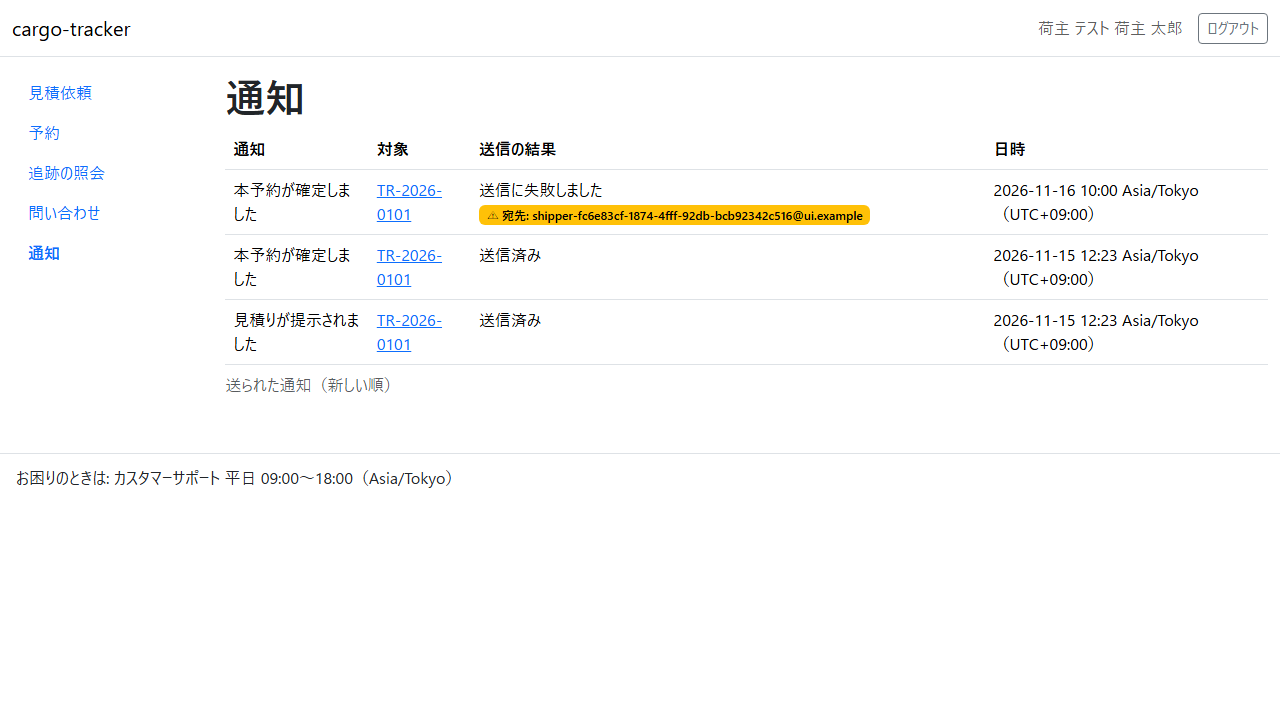 cargo-tracker
荷主 テスト 荷主 太郎
ログアウト
見積依頼
予約
追跡の照会
問い合わせ
通知
通知
通知 対象 送信の結果 日時
本予約が確定しま
した
TR-2026-
0101
送信に失敗しました
⚠ 宛先: shipper-fc6e83cf-1874-4fff-92db-bcb92342c516@ui.example
2026-11-16 10:00 Asia/Tokyo
（UTC+09:00）
本予約が確定しま
した
TR-2026-
0101
送信済み
2026-11-15 12:23 Asia/Tokyo
（UTC+09:00）
見積りが提示されま
した
TR-2026-
0101
送信済み
2026-11-15 12:23 Asia/Tokyo
（UTC+09:00）
送られた通知（新しい順）
お困りのときは: カスタマーサポート 平日 09:00〜18:00（Asia/Tokyo）